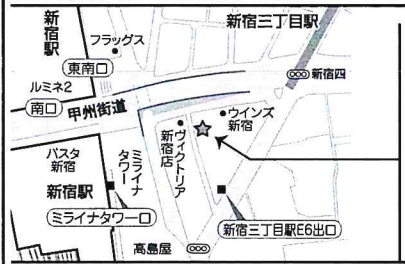 新宿駅
フラッグス
新宿三丁目駅
東南口
ルミネ2
新宿四
南口
甲州街道
ウインズ新宿
ヴィクトリア新宿店
ミライナタワー
バスタ新宿
新宿駅
ミライナタワー口
新宿三丁目駅E6出口
高島屋